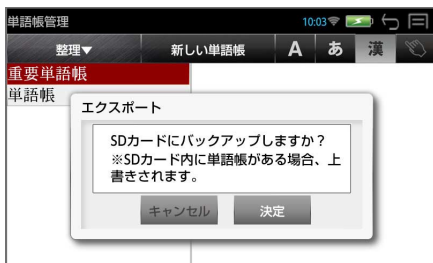 単語帳管理 10:03
整理▼ 新しい単語帳 A あ 漢
重要単語帳
単語帳
エクスポート
SDカードにバックアップしますか？
※SDカード内に単語帳がある場合、上
書きされます。
キャンセル 決定